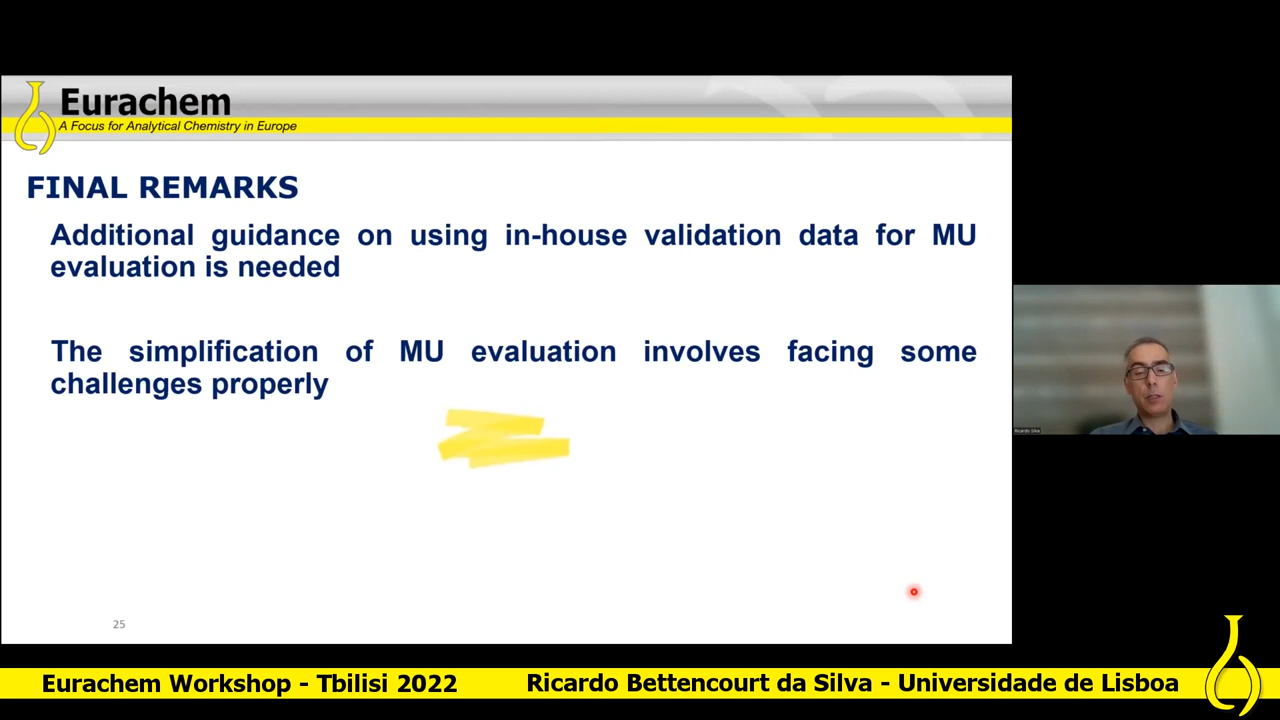 Eurachem
A Focus for Analytical Chemistry in Europe
FINAL REMARKS
Additional guidance on using in-house validation data for MU
evaluation is needed
The simplification of MU evaluation involves facing some
challenges properly
25
Ricardo Silva
Eurachem Workshop - Tbilisi 2022
Ricardo Bettencourt da Silva - Universidade de Lisboa